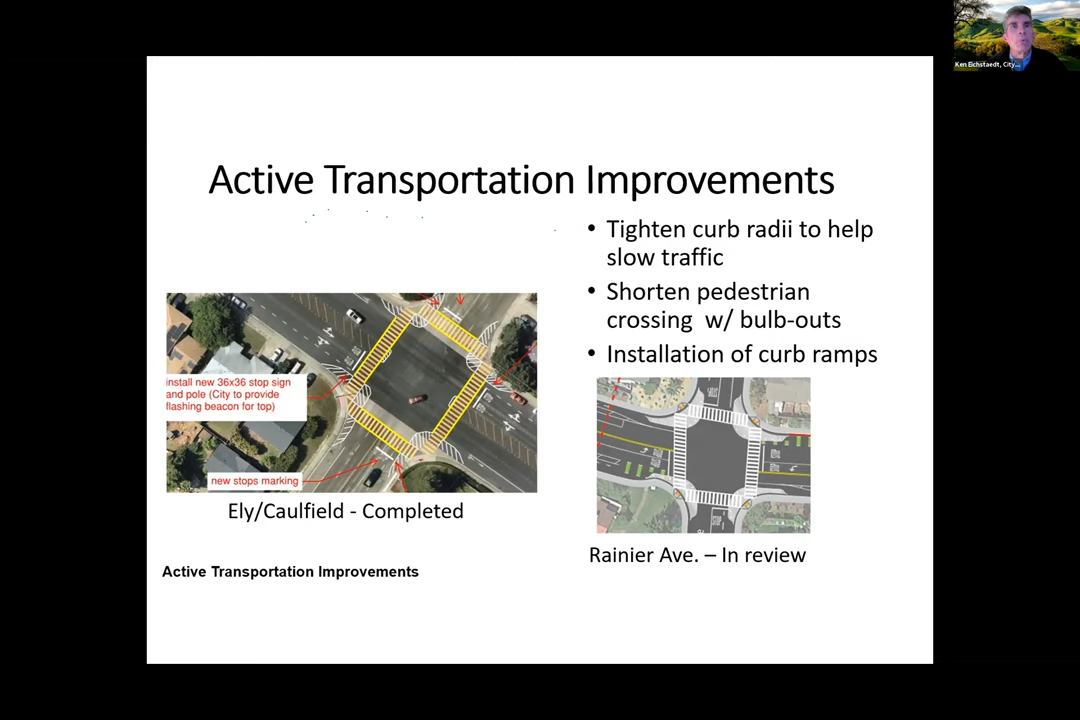 Ken Eichstaedt, City...
Active Transportation Improvements
• Tighten curb radii to help
slow traffic
• Shorten pedestrian
crossing w/ bulb-outs
• Installation of curb ramps
install new 36x36 stop sign
and pole (City to provide
flashing beacon for top)
new stops marking
Ely/Caulfield - Completed
Rainier Ave. – In review
Active Transportation Improvements